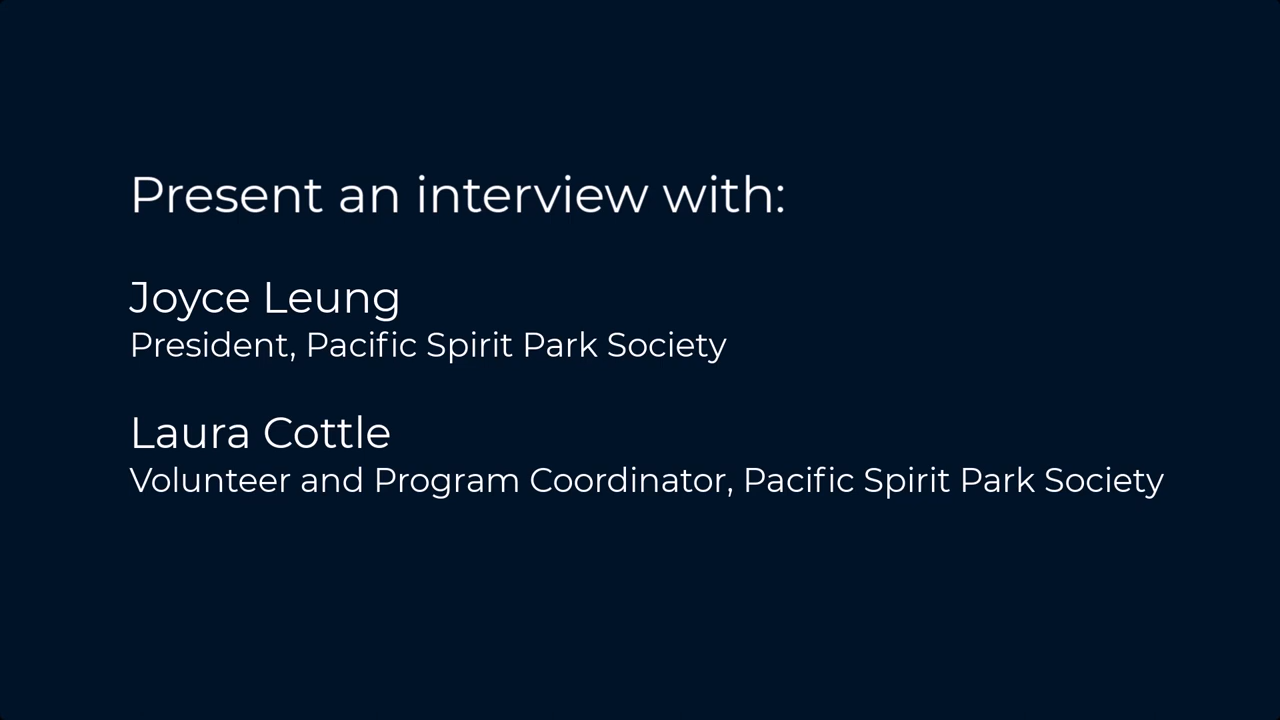 Present an interview with:
Joyce Leung
President, Pacific Spirit Park Society
Laura Cottle
Volunteer and Program Coordinator, Pacific Spirit Park Society